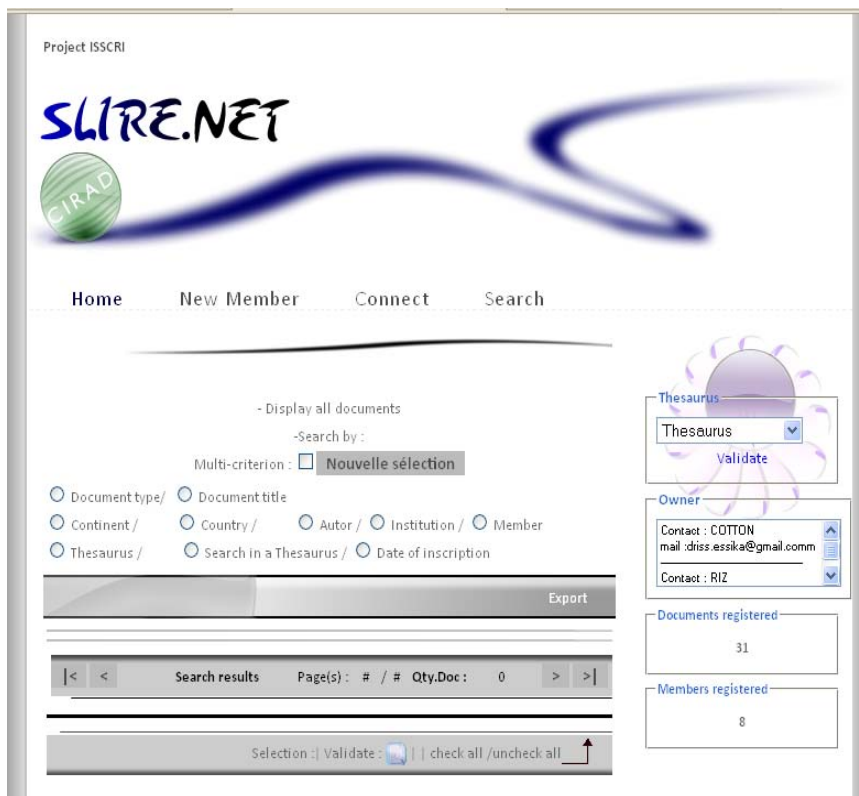 Project ISSCRI
SLIRE.NET
CIRAD
Home New Member Connect Search
- Display all documents
-Search by :
Multi-criterion : Nouvelle sélection
Document type/ Document title
Continent / Country / Autor / Institution / Member
Thesaurus / Search in a Thesaurus / Date of inscription
Export
|< < Search results Page(s) : # / # Qty.Doc : 0 > >|
Selection :| Validate : | | check all /uncheck all
Thesaurus
Thesaurus
Validate
Owner
Contact : COTTON
mail :driss.essika@gmail.comm
Contact : RIZ
Documents registered
31
Members registered
8